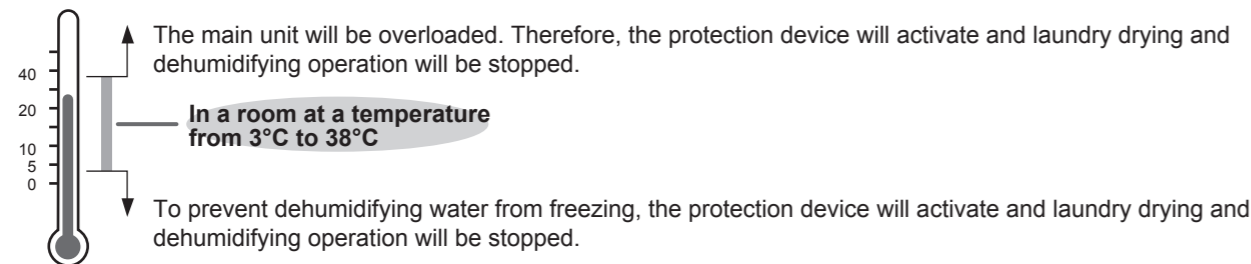 The main unit will be overloaded. Therefore, the protection device will activate and laundry drying and
dehumidifying operation will be stopped.
40
20
In a room at a temperature
from 3°C to 38°C
10
5
0
To prevent dehumidifying water from freezing, the protection device will activate and laundry drying and
dehumidifying operation will be stopped.